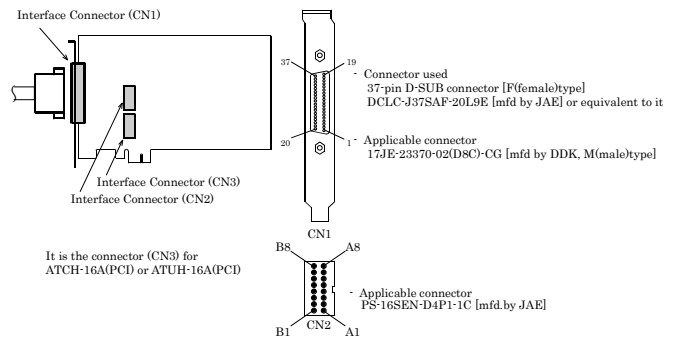 Interface Connector (CN1)
37
19
- Connector used
37-pin D-SUB connector [F(female)type]
DCLC-J37SAF-20L9E [mfd by JAE] or equivalent to it
20
1
- Applicable connector
17JE-23370-02(D8C)-CG [mfd by DDK, M(male)type]
Interface Connector (CN3)
Interface Connector (CN2)
CN1
It is the connector (CN3) for
ATCH-16A(PCI) or ATUH-16A(PCI)
B8
A8
- Applicable connector
PS-16SEN-D4P1-1C [mfd.by JAE]
CN2
B1
A1